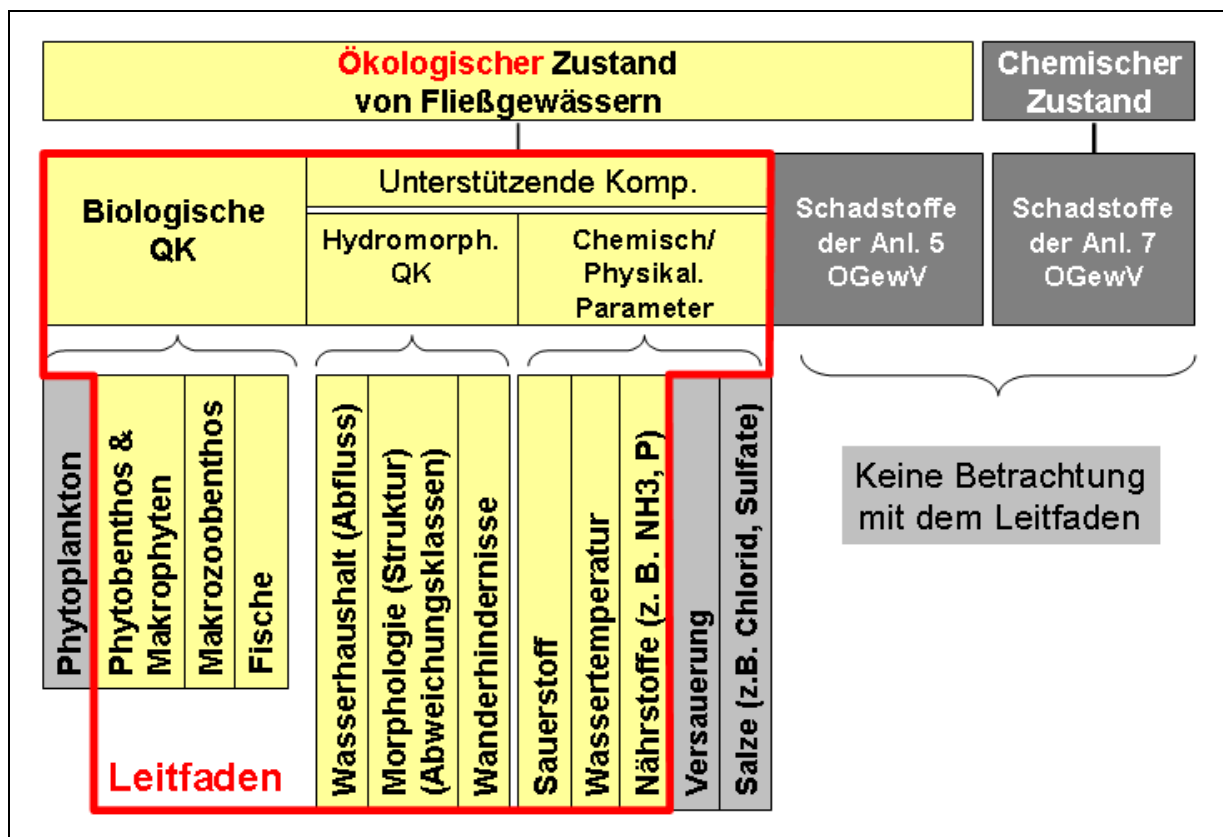 Ökologischer Zustand
von Fließgewässern
Chemischer
Zustand
Biologische
QK
Unterstützende Komp.
Hydromorph.
QK
Chemisch/
Physikal.
Parameter
Schadstoffe
der Anl. 5
OGewV
Schadstoffe
der Anl. 7
OGewV
Phytoplankton
Phytobenthos &
Makrophyten
Makrozoobenthos
Fische
Wasserhaushalt (Abfluss)
Morphologie (Struktur)
(Abweichungsklassen)
Wanderhindernisse
Sauerstoff
Wassertemperatur
Nährstoffe (z. B. NH3, P)
Versauerung
Salze (z.B. Chlorid, Sulfate)
Keine Betrachtung
mit dem Leitfaden
Leitfaden